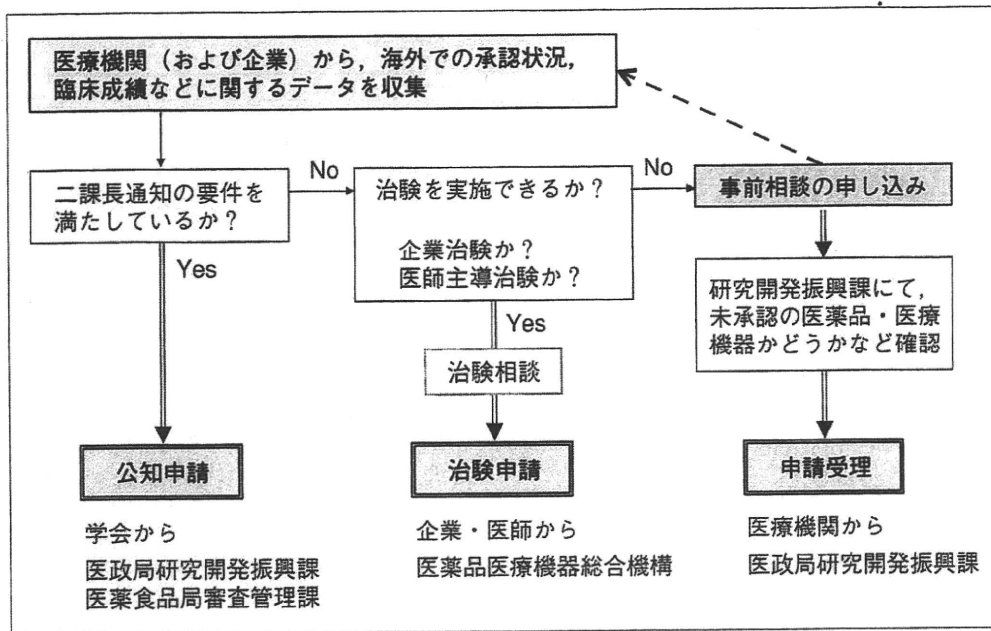 医療機関（および企業）から，海外での承認状況，
臨床成績などに関するデータを収集
二課長通知の要件を
満たしているか？
No
治験を実施できるか？
企業治験か？
医師主導治験か？
No
事前相談の申し込み
Yes
Yes
研究開発振興課にて，
未承認の医薬品・医療
機器かどうかなど確認
治験相談
公知申請
治験申請
申請受理
学会から
医政局研究開発振興課
医薬食品局審査管理課
企業・医師から
医薬品医療機器総合機構
医療機関から
医政局研究開発振興課